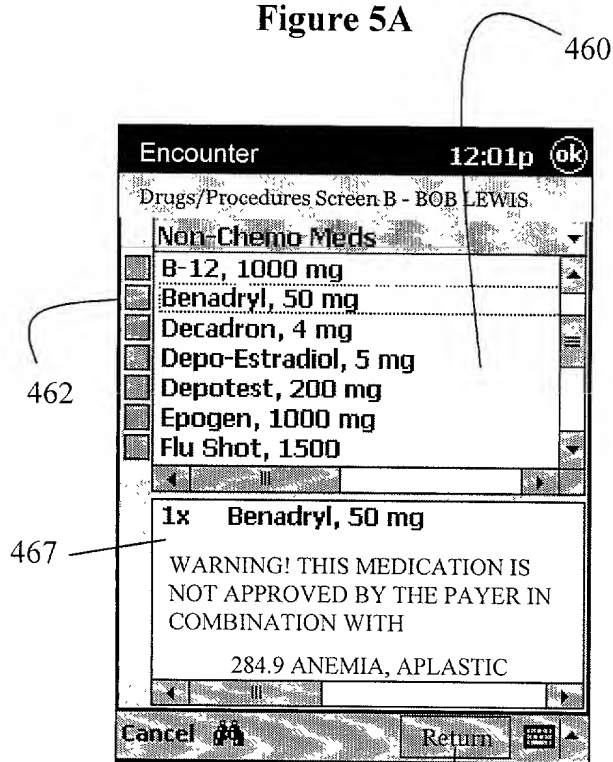 Figure 5A
460
Encounter 12:01p ok
Drugs/Procedures Screen B - BOB LEWIS
Non-Chemo Meds
B-12, 1000 mg
Benadryl, 50 mg
Decadron, 4 mg
462
Depo-Estradiol, 5 mg
Depotest, 200 mg
Epogen, 1000 mg
Flu Shot, 1500
1x Benadryl, 50 mg
467
WARNING! THIS MEDICATION IS
NOT APPROVED BY THE PAYER IN
COMBINATION WITH
284.9 ANEMIA, APLASTIC
Cancel Return